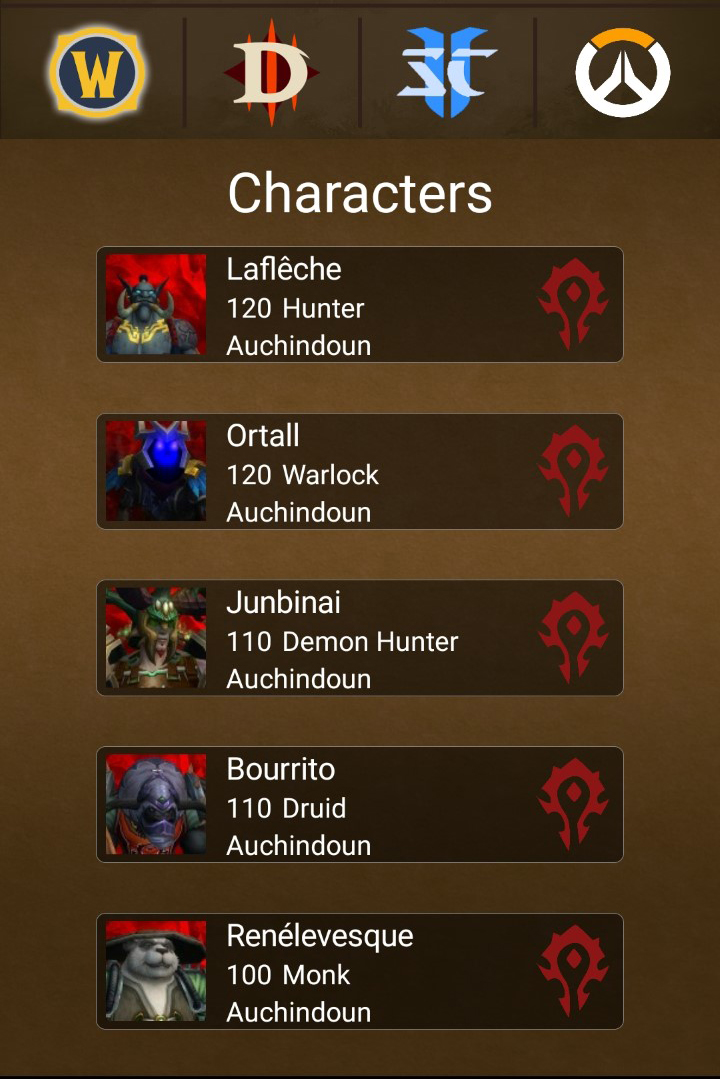 W
D
SC
Characters
Laflêche
120 Hunter
Auchindoun
Ortall
120 Warlock
Auchindoun
Junbinai
110 Demon Hunter
Auchindoun
Bourrito
110 Druid
Auchindoun
Renélevesque
100 Monk
Auchindoun